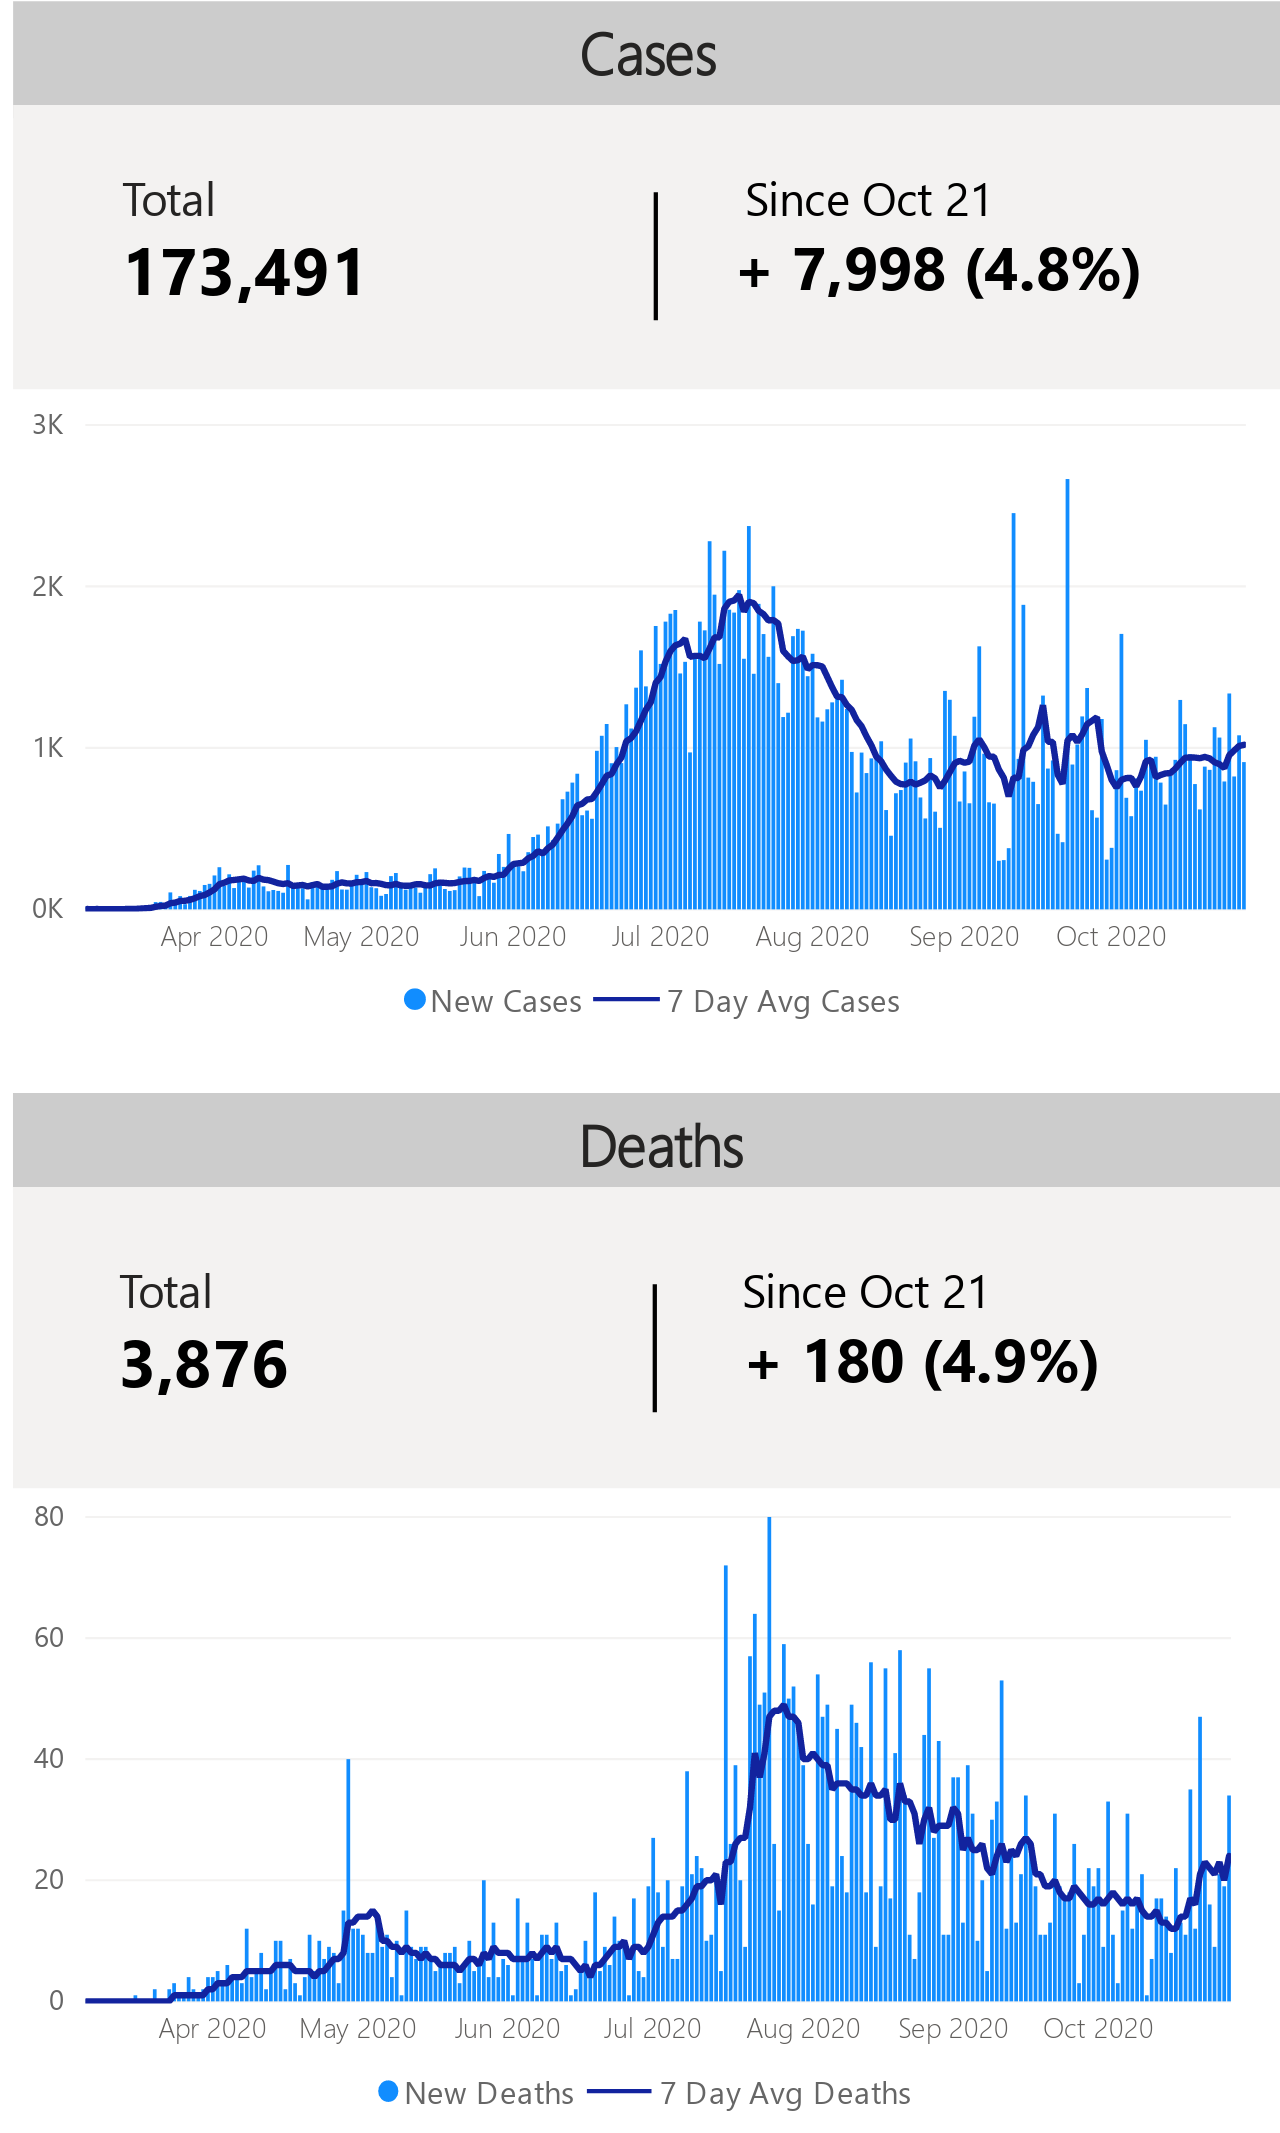 Cases
Total
Since Oct 21
173,491
+ 7,998 (4.8%)
3K
2K
1K
0K
Apr 2020 May 2020 Jun 2020 Jul 2020 Aug 2020 Sep 2020 Oct 2020
New Cases 7 Day Avg Cases
Deaths
Total
Since Oct 21
3,876
+ 180 (4.9%)
80
60
40
20
0
Apr 2020 May 2020 Jun 2020 Jul 2020 Aug 2020 Sep 2020 Oct 2020
New Deaths 7 Day Avg Deaths